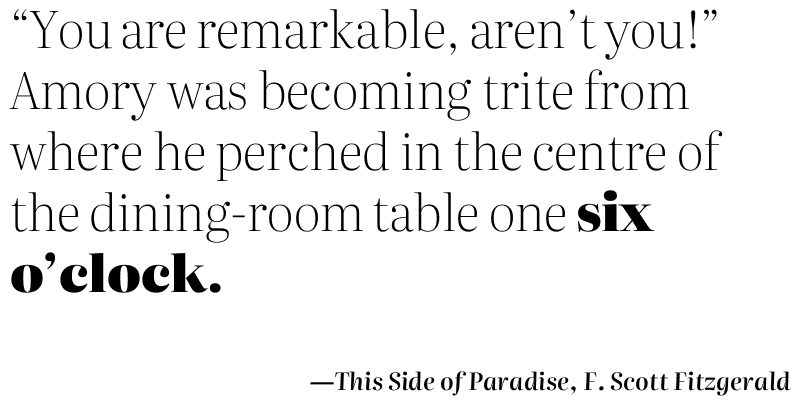 “You are remarkable, aren’t you!”
Amory was becoming trite from
where he perched in the centre of
the dining-room table one six
o’clock.
—This Side of Paradise, F. Scott Fitzgerald